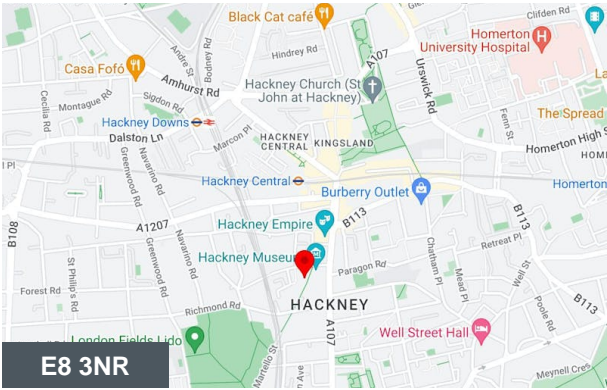 Black Cat café
Clifden Rd
Homerton
University Hospital
A107
Hindrey Rd
Andre St
Bodney Rd
Casa Fofó
Amhurst Rd
Hackney Church (St
John at Hackney)
Urswick Rd
Cecilia Rd
Montague Rd
Sigdon Rd
La
The Spread
Fenn St
Hackney Downs
Dalston Ln
Marcon Pl
HACKNEY
CENTRAL
KINGSLAND
Homerton High S
HOM
Greenwood Rd
Navarino Rd
Hackney Central
Burberry Outlet
Homerton
B113
B113
A1207
B108
Hackney Empire
Greenwood Rd
Navarino Rd
Hackney Museum
Paragon Rd
Retreat Pl
Chatham Pl
Mead Pl
Well St
St Philip's Rd
Forest Rd
Richmond Rd
HACKNEY
A107
Poole Rd
B113
London Fields Lido
Martello St
Well Street Hall
Meynell Cres
E8 3NR